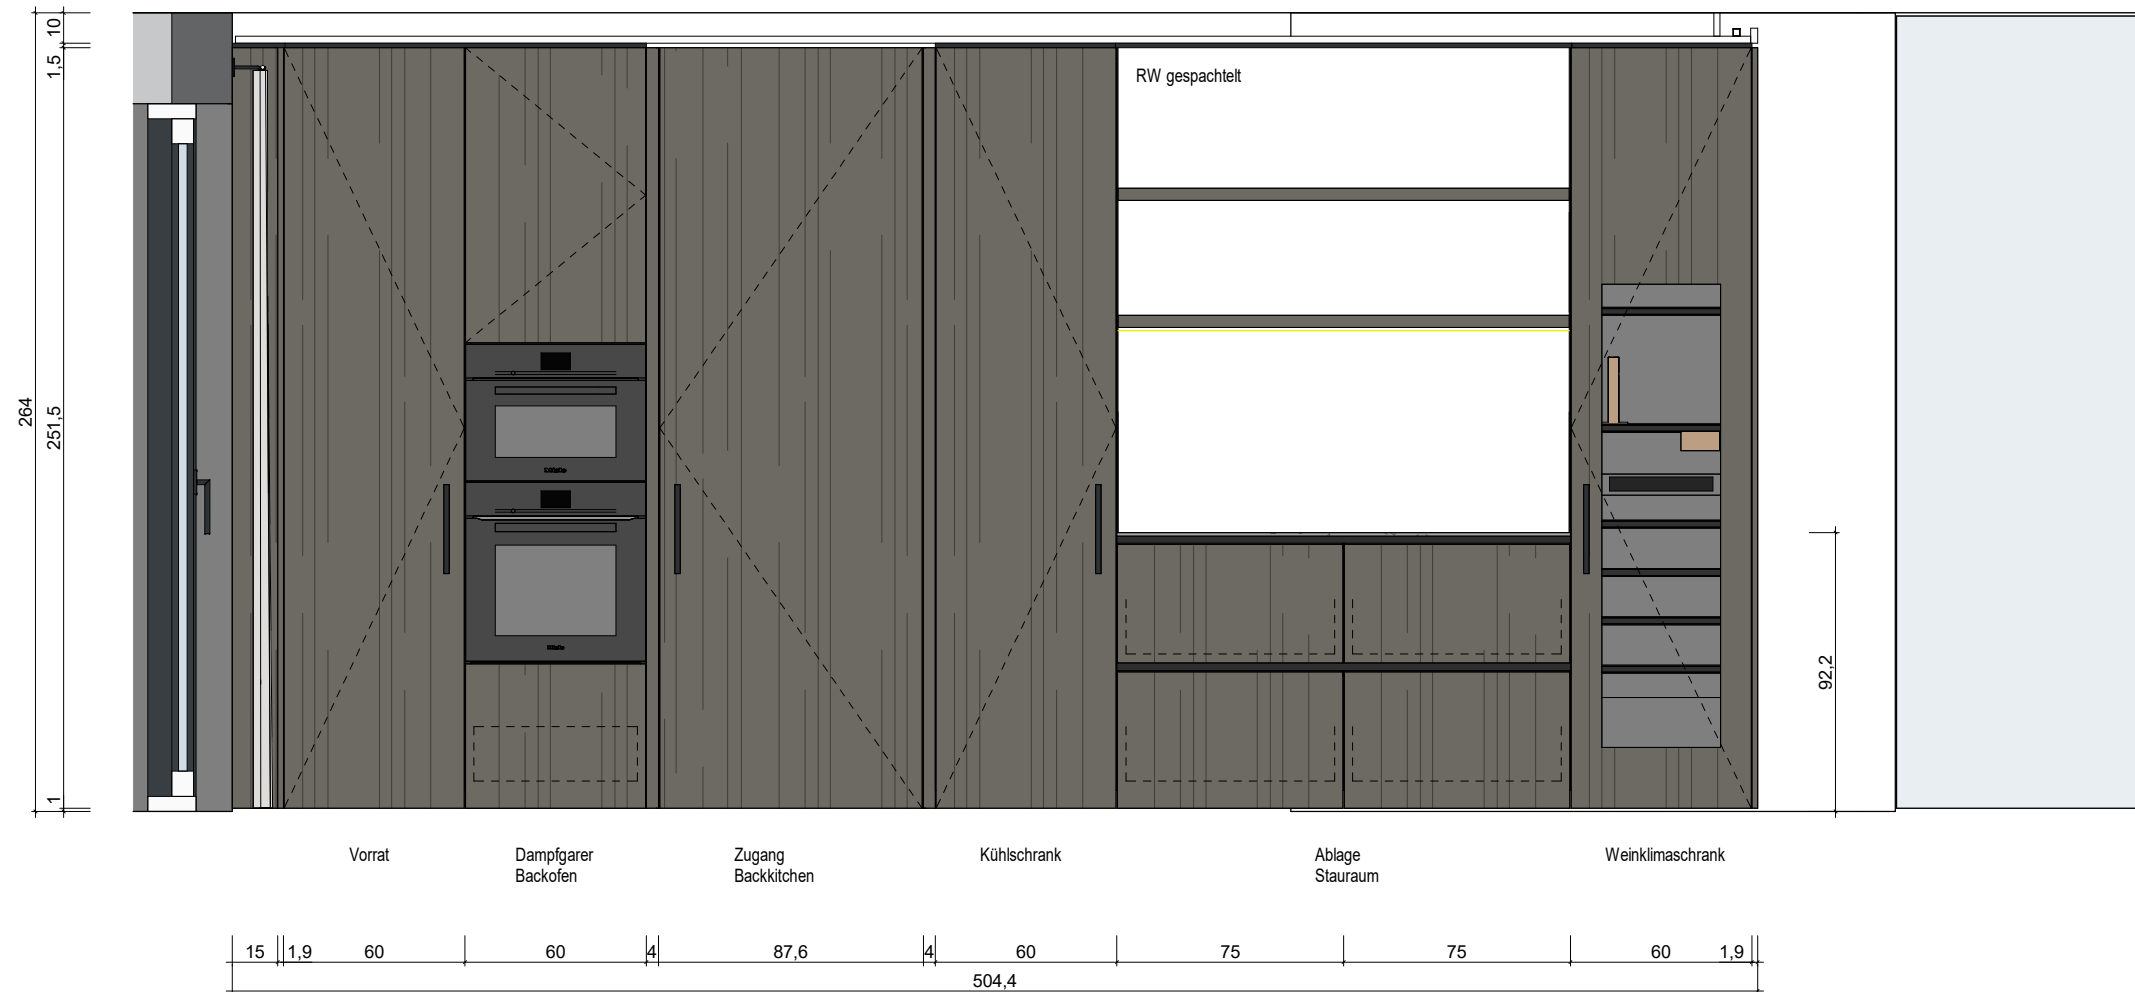 10
1,5
RW gespachtelt
264
251,5
92,2
1
Vorrat
Dampfgarer
Backofen
Zugang
Backkitchen
Kühlschrank
Ablage
Stauraum
Weinklimaschrank
15 1,9 60 60 4 87,6 4 60 75 75 60 1,9
504,4